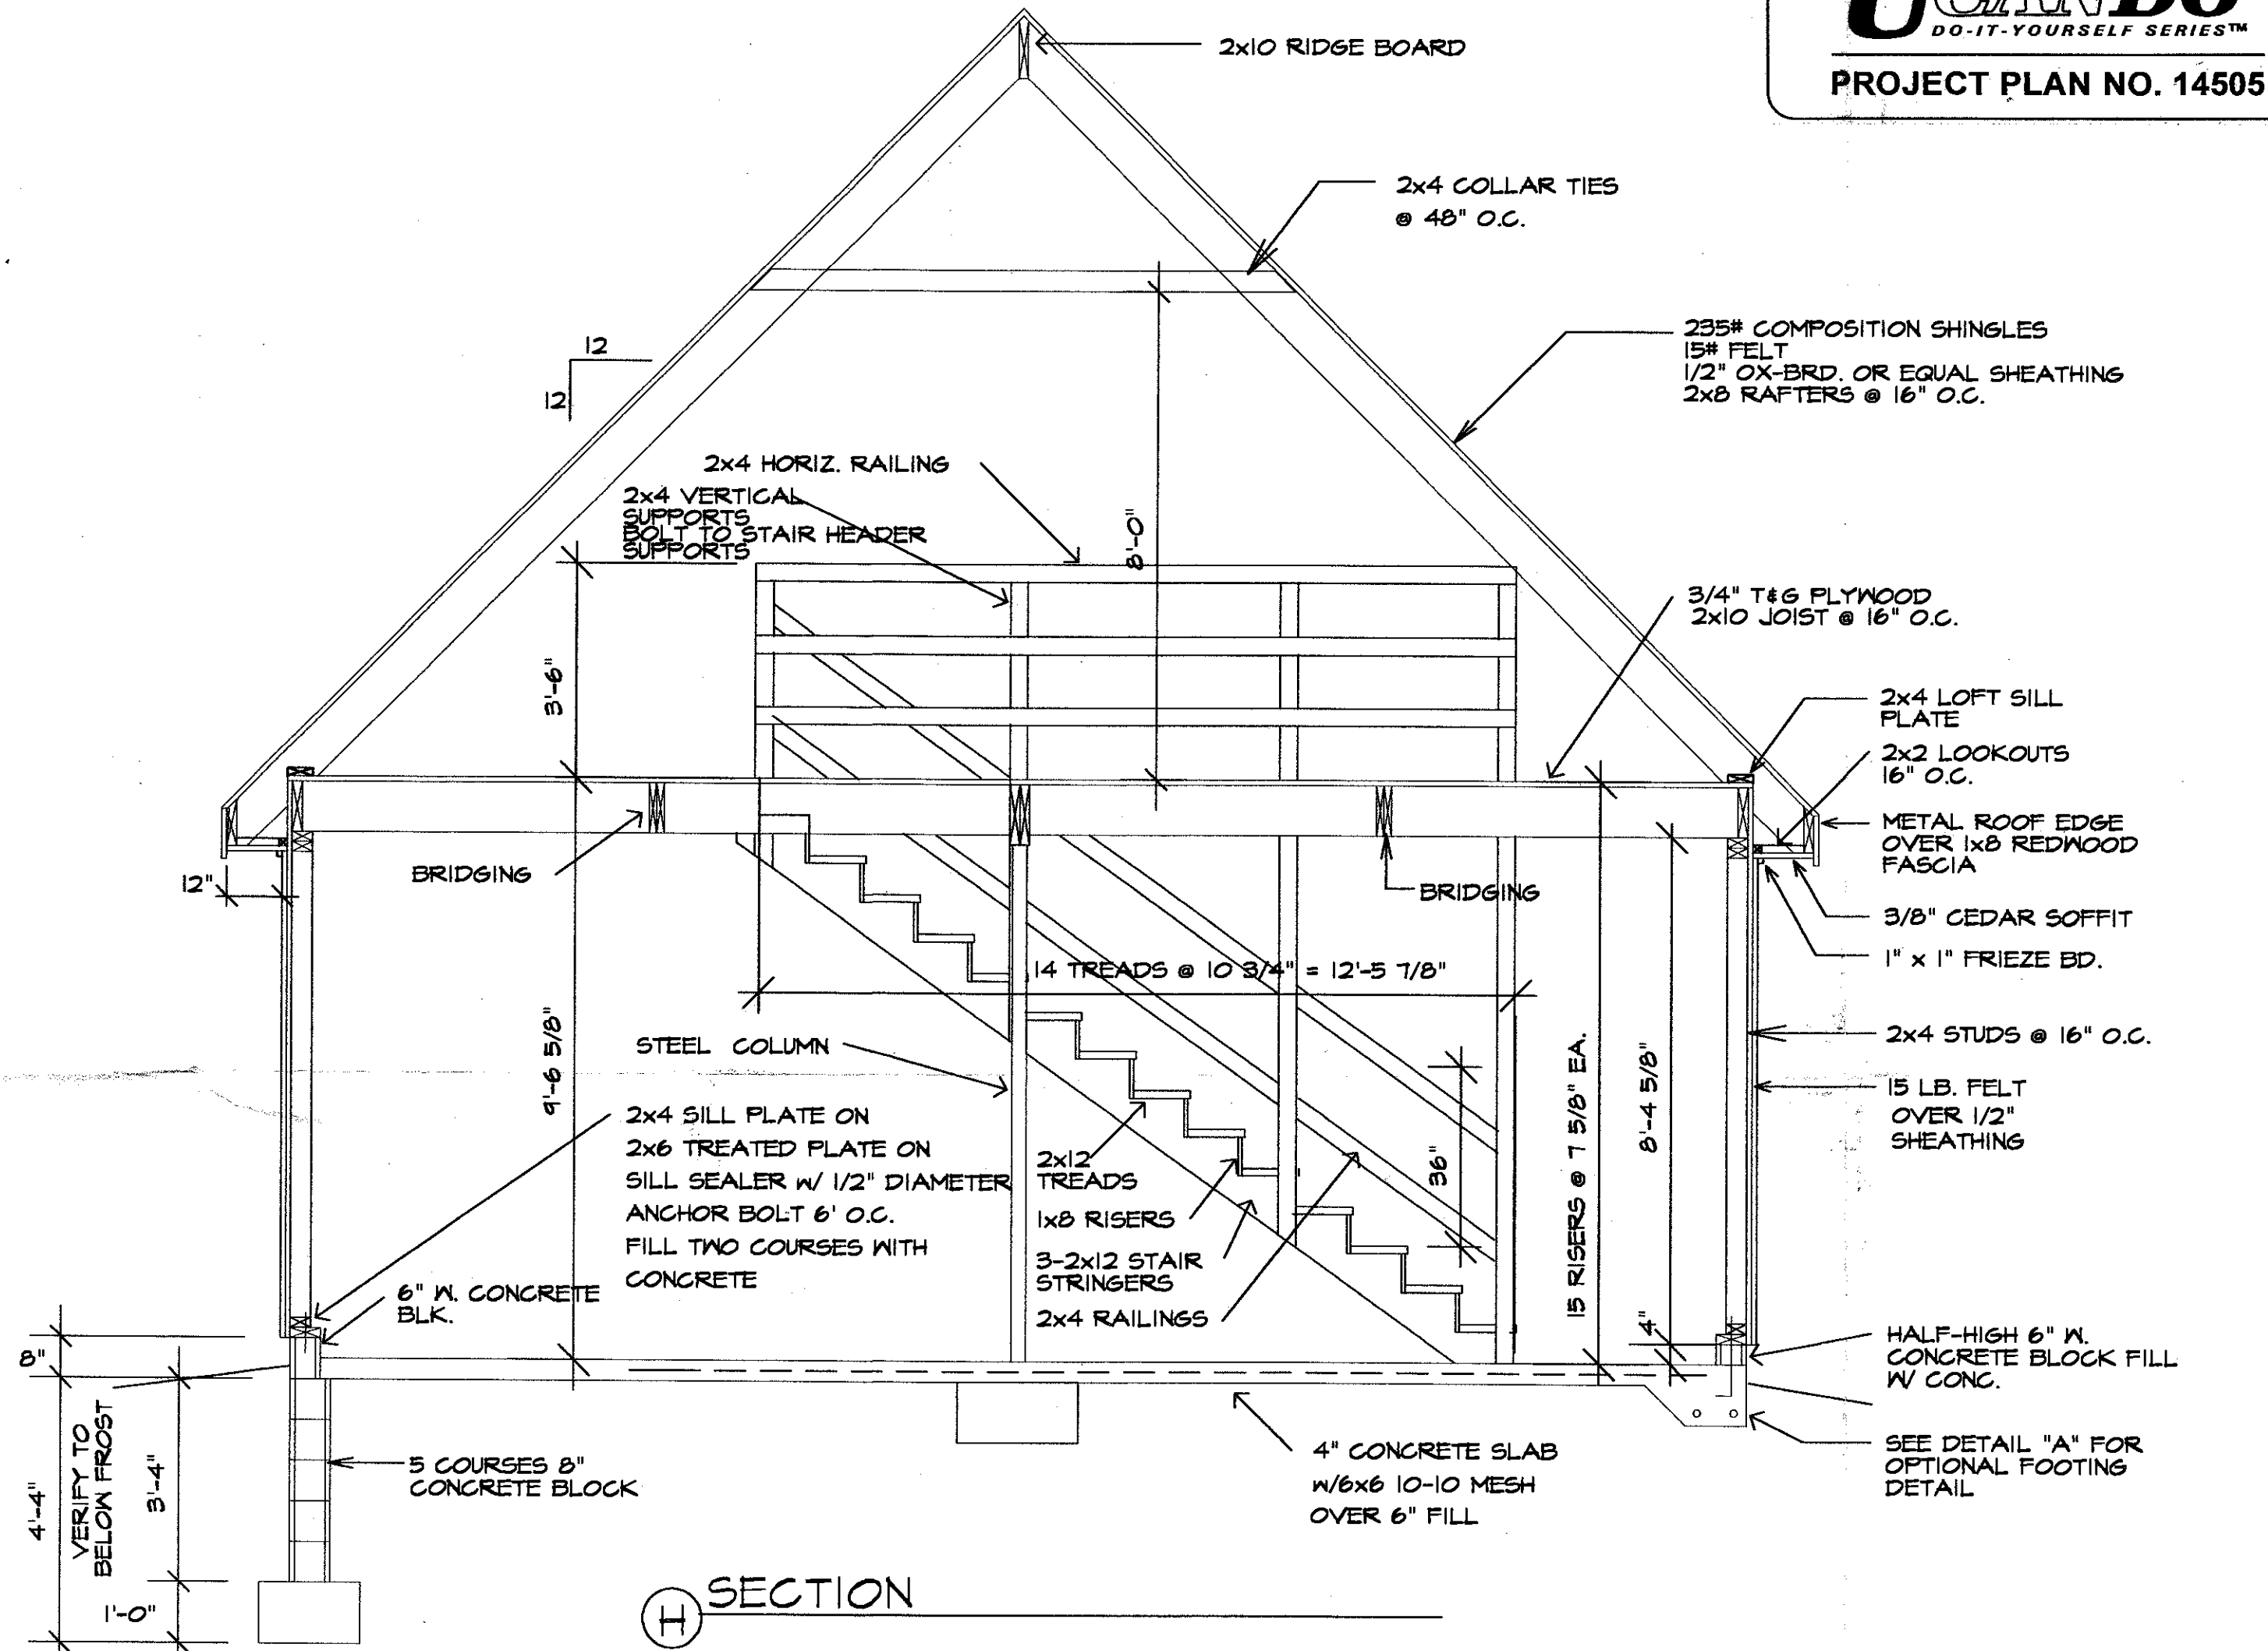 UCANDO
DO-IT-YOURSELF SERIES™
PROJECT PLAN NO. 14505
2x10 RIDGE BOARD
2x4 COLLAR TIES
@ 48" O.C.
235# COMPOSITION SHINGLES
15# FELT
1/2" OX-BRD. OR EQUAL SHEATHING
2x8 RAFTERS @ 16" O.C.
12
12
2x4 HORIZ. RAILING
2x4 VERTICAL
SUPPORTS
BOLT TO STAIR HEADER
SUPPORTS
8'-0"
3'-6"
3/4" T&G PLYWOOD
2x10 JOIST @ 16" O.C.
2x4 LOFT SILL
PLATE
2x2 LOOKOUTS
16" O.C.
METAL ROOF EDGE
OVER 1x8 REDWOOD
FASCIA
3/8" CEDAR SOFFIT
1" x 1" FRIEZE BD.
12"
BRIDGING
BRIDGING
14 TREADS @ 10 3/4" = 12'-5 7/8"
9'-6 5/8"
STEEL COLUMN
2x4 SILL PLATE ON
2x6 TREATED PLATE ON
SILL SEALER W/ 1/2" DIAMETER
ANCHOR BOLT 6' O.C.
FILL TWO COURSES WITH
CONCRETE
6" W. CONCRETE
BLK.
2x12
TREADS
1x8 RISERS
3-2x12 STAIR
STRINGERS
2x4 RAILINGS
36"
15 RISERS @ 7 5/8" EA.
8'-4 5/8"
4"
2x4 STUDS @ 16" O.C.
15 LB. FELT
OVER 1/2"
SHEATHING
HALF-HIGH 6" W.
CONCRETE BLOCK FILL
W/ CONC.
SEE DETAIL "A" FOR
OPTIONAL FOOTING
DETAIL
8"
4'-4"
VERIFY TO
BELOW FROST
3'-4"
1'-0"
5 COURSES 8"
CONCRETE BLOCK
4" CONCRETE SLAB
W/6x6 10-10 MESH
OVER 6" FILL
H SECTION